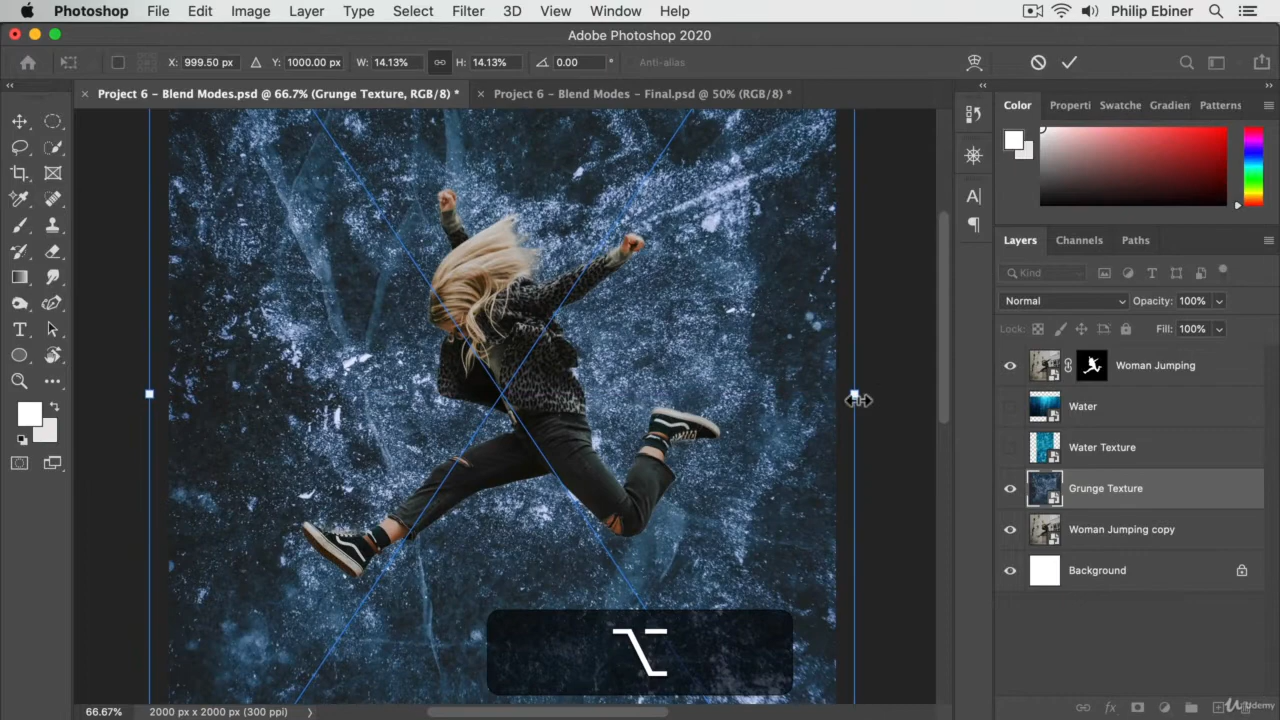 Photoshop File Edit Image Layer Type Select Filter 3D View Window Help Philip Ebiner
Adobe Photoshop 2020
X: 999.50 px Y: 1000.00 px W: 14.13% H: 14.13% 0.00 ° Anti-alias
Project 6 – Blend Modes.psd @ 66.7% (Grunge Texture, RGB/8) * Project 6 – Blend Modes – Final.psd @ 50% (RGB/8) *
Color Properti Swatche Gradien Patterns
Layers Channels Paths
Kind
Normal Opacity: 100%
Lock: Fill: 100%
Woman Jumping
Water
Water Texture
Grunge Texture
Woman Jumping copy
Background
66.67% 2000 px x 2000 px (300 ppi)
Udemy